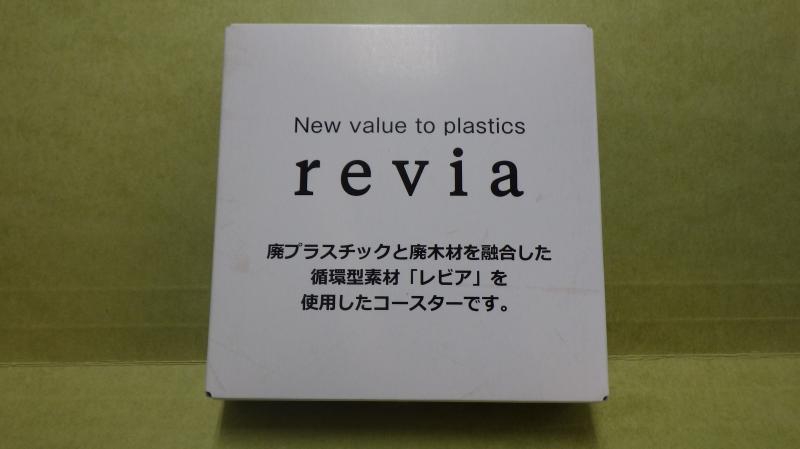 New value to plastics
revia
廃プラスチックと廃木材を融合した
循環型素材「レビア」を
使用したコースターです。